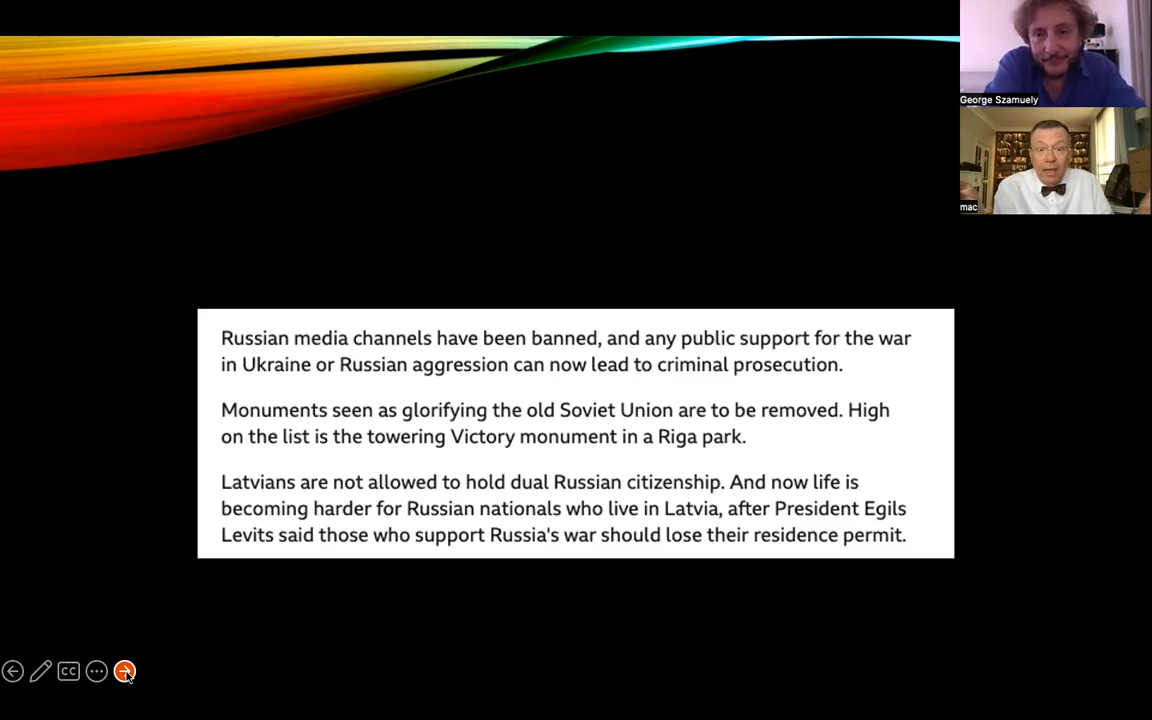 George Szamuely
mac
Russian media channels have been banned, and any public support for the war
in Ukraine or Russian aggression can now lead to criminal prosecution.
Monuments seen as glorifying the old Soviet Union are to be removed. High
on the list is the towering Victory monument in a Riga park.
Latvians are not allowed to hold dual Russian citizenship. And now life is
becoming harder for Russian nationals who live in Latvia, after President Egils
Levits said those who support Russia's war should lose their residence permit.
CC